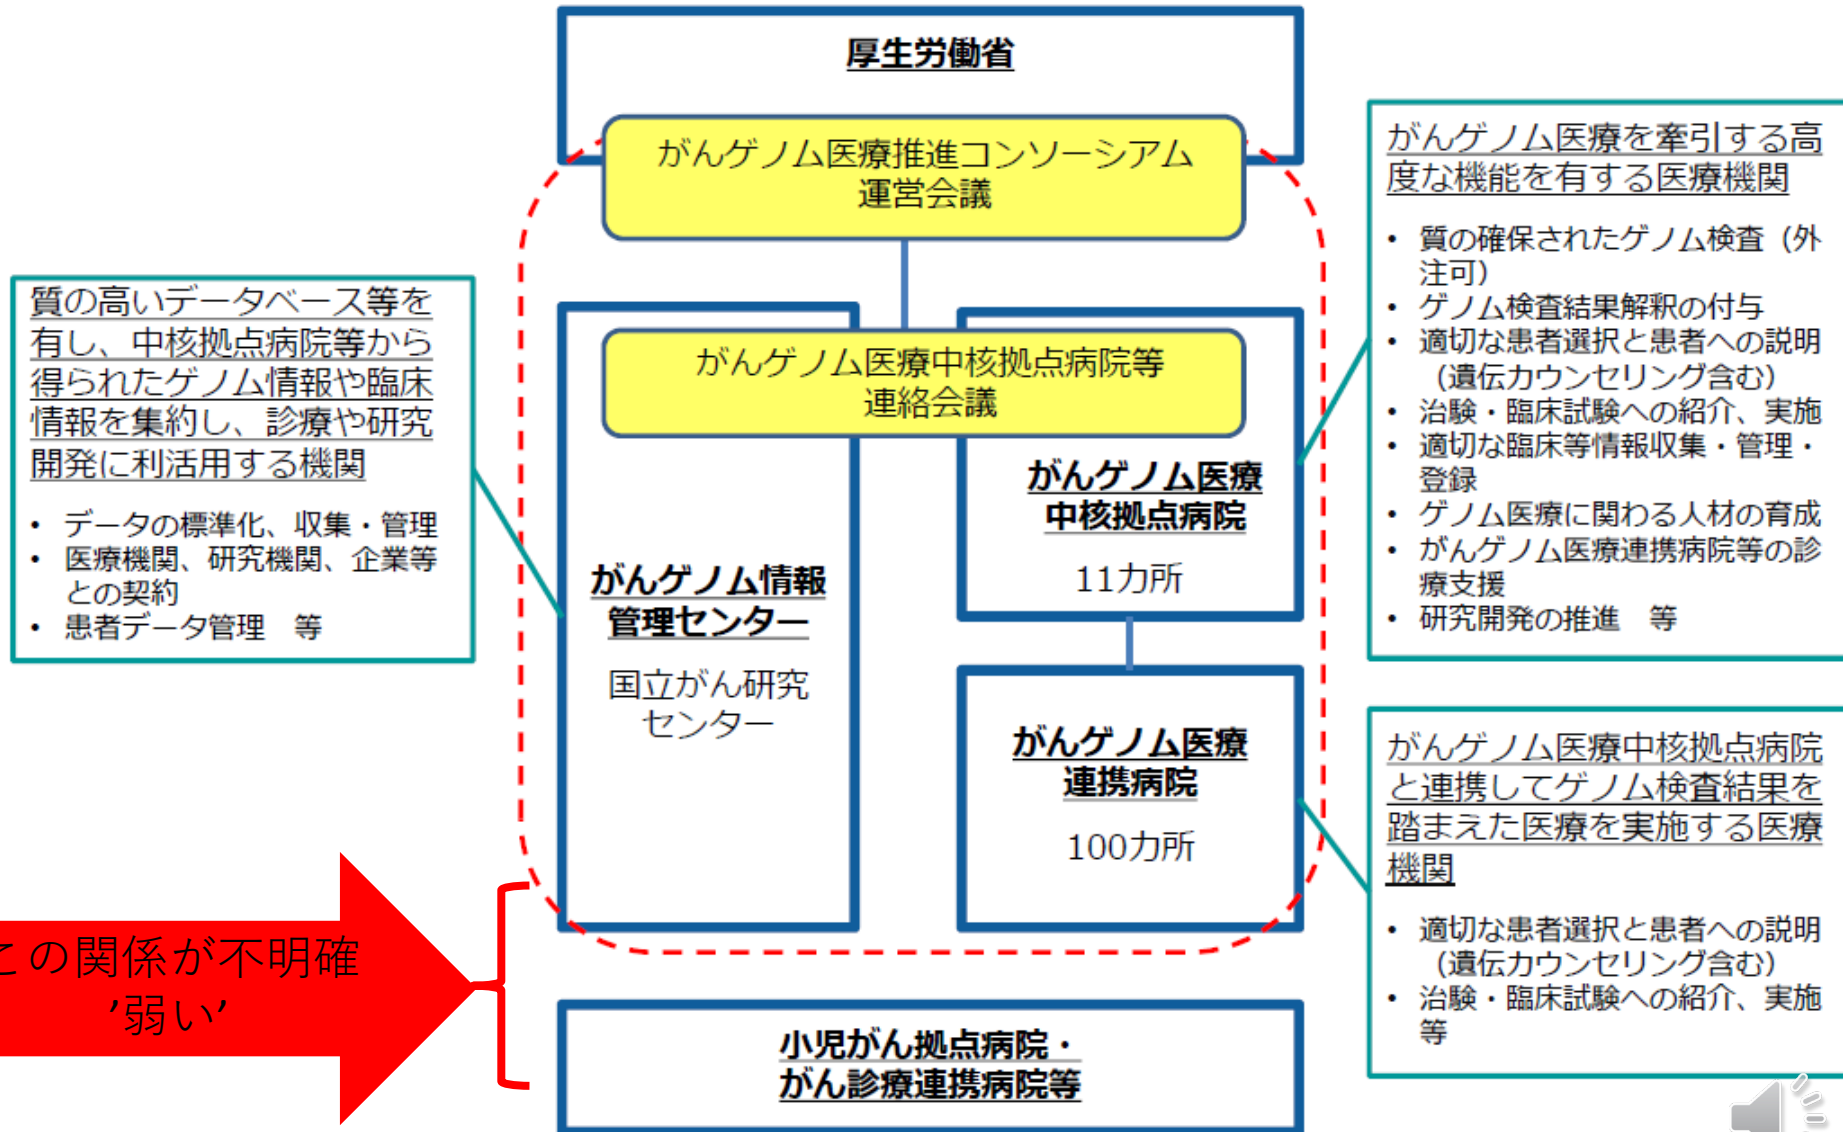 厚生労働省
がんゲノム医療推進コンソーシアム
運営会議
質の高いデータベース等を
有し、中核拠点病院等から
得られたゲノム情報や臨床
情報を集約し、診療や研究
開発に利活用する機関
• データの標準化、収集・管理
• 医療機関、研究機関、企業等
との契約
• 患者データ管理　等
がんゲノム医療中核拠点病院等
連絡会議
がんゲノム情報
管理センター
国立がん研究
センター
がんゲノム医療
中核拠点病院
11カ所
がんゲノム医療
連携病院
100カ所
がんゲノム医療を牽引する高
度な機能を有する医療機関
• 質の確保されたゲノム検査（外
注可）
• ゲノム検査結果解釈の付与
• 適切な患者選択と患者への説明
（遺伝カウンセリング含む）
• 治験・臨床試験への紹介、実施
• 適切な臨床等情報収集・管理・
登録
• ゲノム医療に関わる人材の育成
• がんゲノム医療連携病院等の診
療支援
• 研究開発の推進　等
がんゲノム医療中核拠点病院
と連携してゲノム検査結果を
踏まえた医療を実施する医療
機関
• 適切な患者選択と患者への説明
（遺伝カウンセリング含む）
• 治験・臨床試験への紹介、実施
等
この関係が不明確
’弱い’
小児がん拠点病院・
がん診療連携病院等